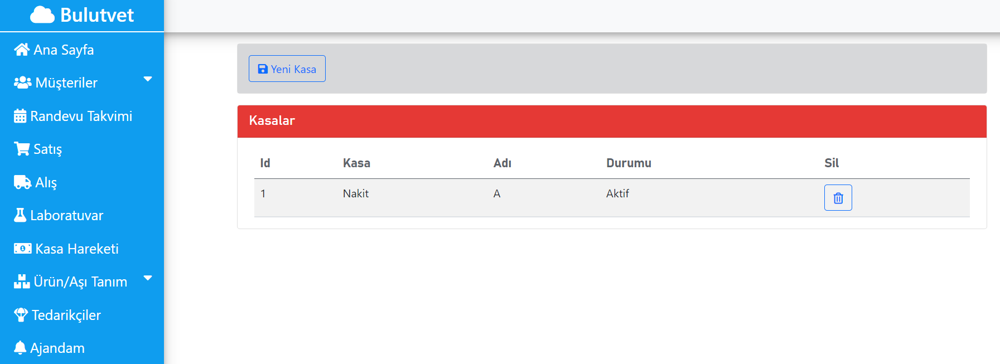 Bulutvet
Ana Sayfa
Müşteriler
Randevu Takvimi
Satış
Alış
Laboratuvar
Kasa Hareketi
Ürün/Aşı Tanım
Tedarikçiler
Ajandam
Yeni Kasa
Kasalar
Id Kasa Adı Durumu Sil
1 Nakit A Aktif